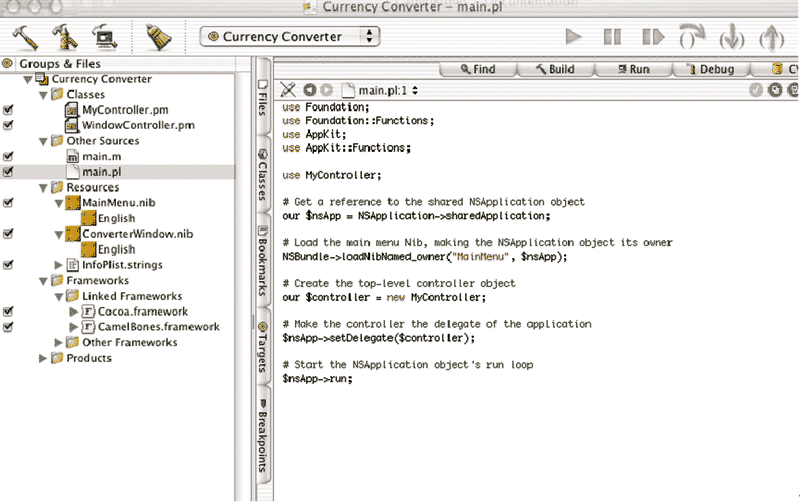 Currency Converter – main.pl
Currency Converter
Groups & Files
Find
Build
Run
Debug
main.pl:1
Currency Converter
Classes
MyController.pm
WindowController.pm
Other Sources
main.m
main.pl
Resources
MainMenu.nib
English
ConverterWindow.nib
English
InfoPlist.strings
Frameworks
Linked Frameworks
Cocoa.framework
CamelBones.framework
Other Frameworks
Products
Files
Classes
Bookmarks
Targets
Breakpoints
use Foundation;
use Foundation::Functions;
use AppKit;
use AppKit::Functions;
use MyController;
# Get a reference to the shared NSApplication object
our $nsApp = NSApplication->sharedApplication;
# Load the main menu Nib, making the NSApplication object its owner
NSBundle->loadNibNamed_owner("MainMenu", $nsApp);
# Create the top-level controller object
our $controller = new MyController;
# Make the controller the delegate of the application
$nsApp->setDelegate($controller);
# Start the NSApplication object's run loop
$nsApp->run;